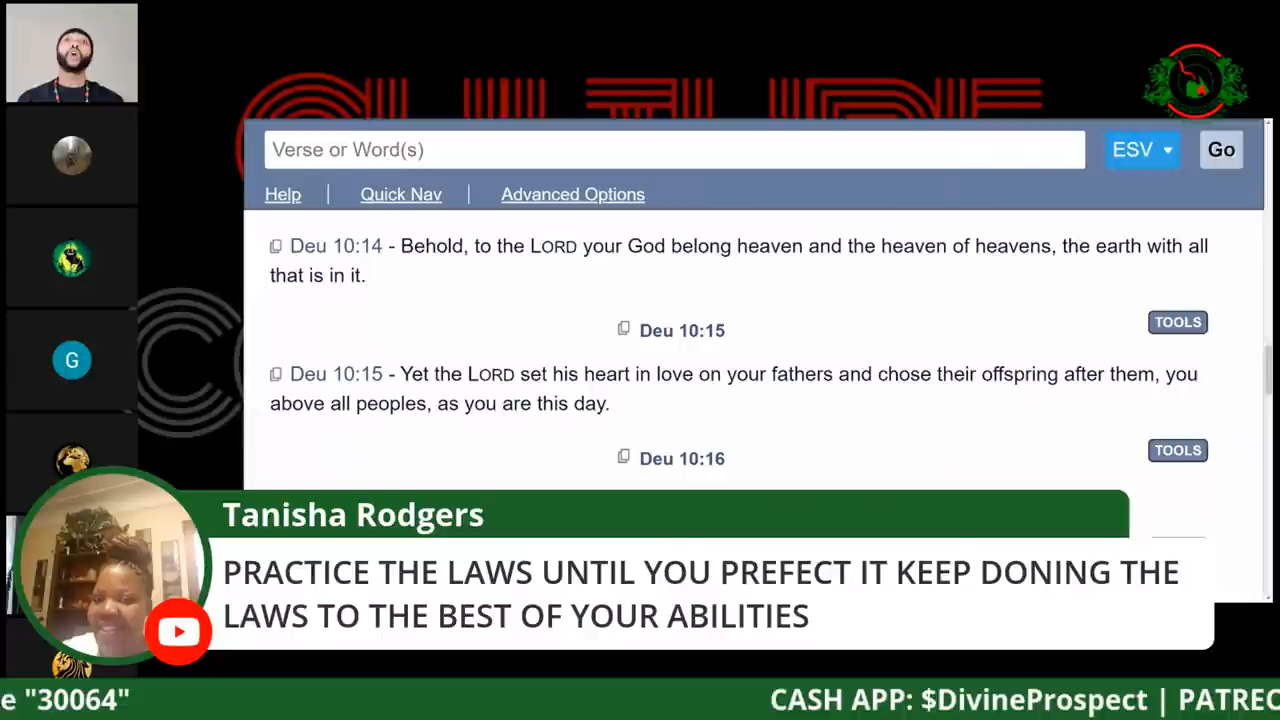 Verse or Word(s)
ESV
Go
Help
Quick Nav
Advanced Options
Deu 10:14 - Behold, to the LORD your God belong heaven and the heaven of heavens, the earth with all
that is in it.
Deu 10:15
TOOLS
Deu 10:15 - Yet the LORD set his heart in love on your fathers and chose their offspring after them, you
above all peoples, as you are this day.
Deu 10:16
TOOLS
G
Tanisha Rodgers
PRACTICE THE LAWS UNTIL YOU PREFECT IT KEEP DONING THE
LAWS TO THE BEST OF YOUR ABILITIES
e "30064"
CASH APP: $DivineProspect | PATREO